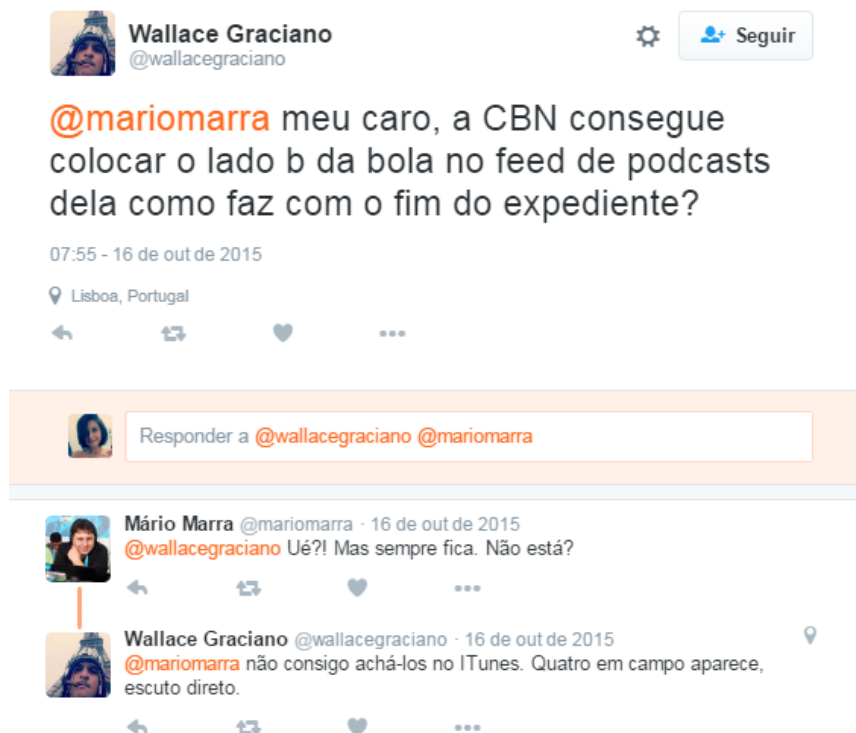 Wallace Graciano
@wallacegraciano
Seguir
@mariomarra meu caro, a CBN consegue
colocar o lado b da bola no feed de podcasts
dela como faz com o fim do expediente?
07:55 - 16 de out de 2015
Lisboa, Portugal
Responder a @wallacegraciano @mariomarra
Mário Marra @mariomarra · 16 de out de 2015
@wallacegraciano Ué?! Mas sempre fica. Não está?
Wallace Graciano @wallacegraciano · 16 de out de 2015
@mariomarra não consigo achá-los no ITunes. Quatro em campo aparece,
escuto direto.